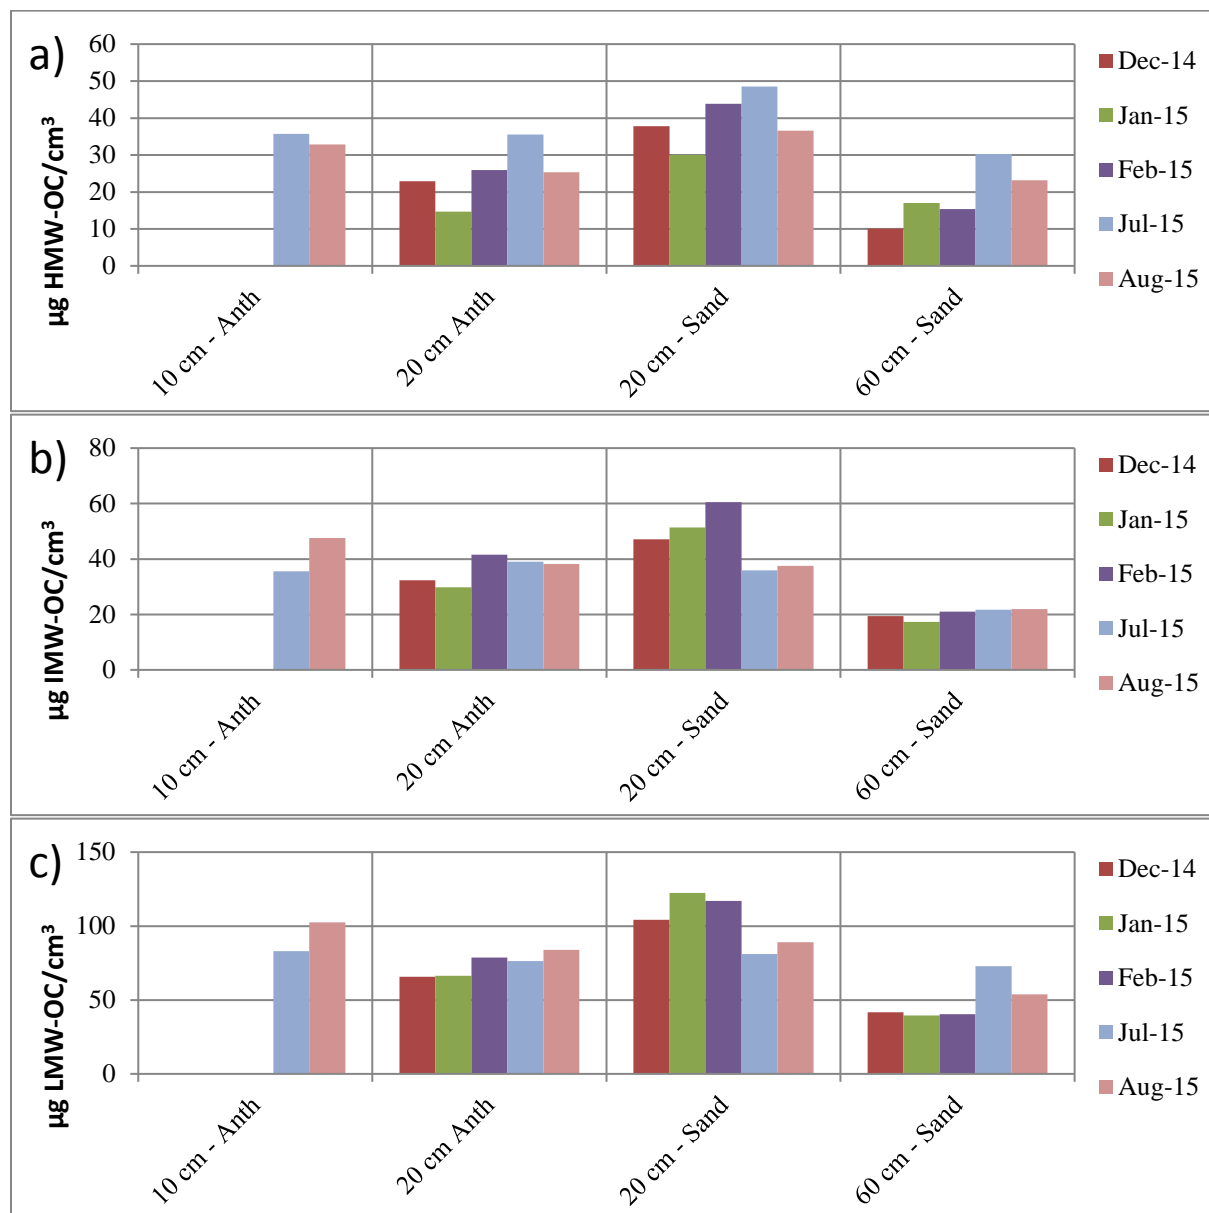 a)
µg HMW-OC/cm³
60
50
40
30
20
10
0
10 cm - Anth
20 cm Anth
20 cm - Sand
60 cm - Sand
Dec-14
Jan-15
Feb-15
Jul-15
Aug-15
b)
µg IMW-OC/cm³
80
60
40
20
0
10 cm - Anth
20 cm Anth
20 cm - Sand
60 cm - Sand
Dec-14
Jan-15
Feb-15
Jul-15
Aug-15
c)
µg LMW-OC/cm³
150
100
50
0
10 cm - Anth
20 cm Anth
20 cm - Sand
60 cm - Sand
Dec-14
Jan-15
Feb-15
Jul-15
Aug-15